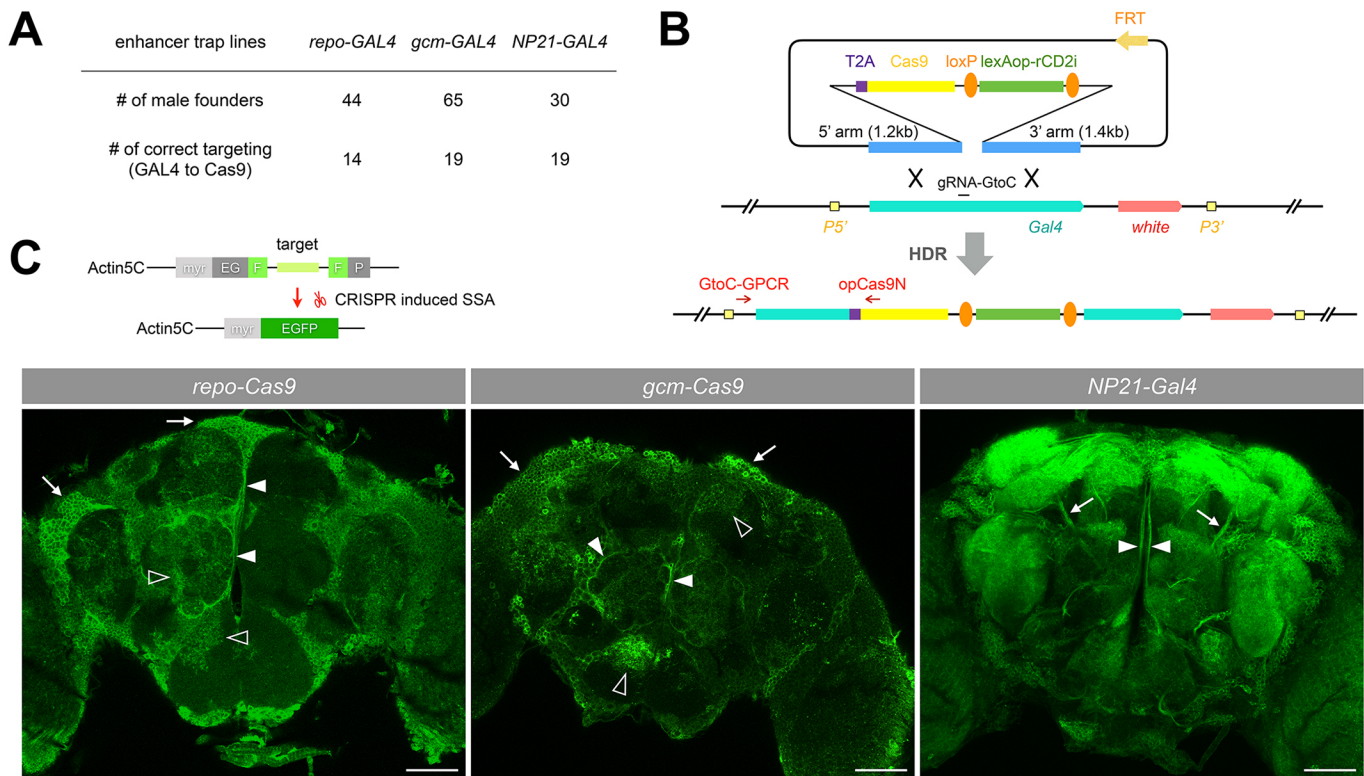 A
enhancer trap lines repo-GAL4 gcm-GAL4 NP21-GAL4
# of male founders 44 65 30
# of correct targeting
(GAL4 to Cas9) 14 19 19
B
FRT
T2A Cas9 loxP lexAop-rCD2i
5’ arm (1.2kb) 3’ arm (1.4kb)
X gRNA-GtoC X
P5’ Gal4 white P3’
HDR
GtoC-GPCR opCas9N
C
target
Actin5C myr EG F F P
CRISPR induced SSA
Actin5C myr EGFP
repo-Cas9 gcm-Cas9 NP21-Gal4